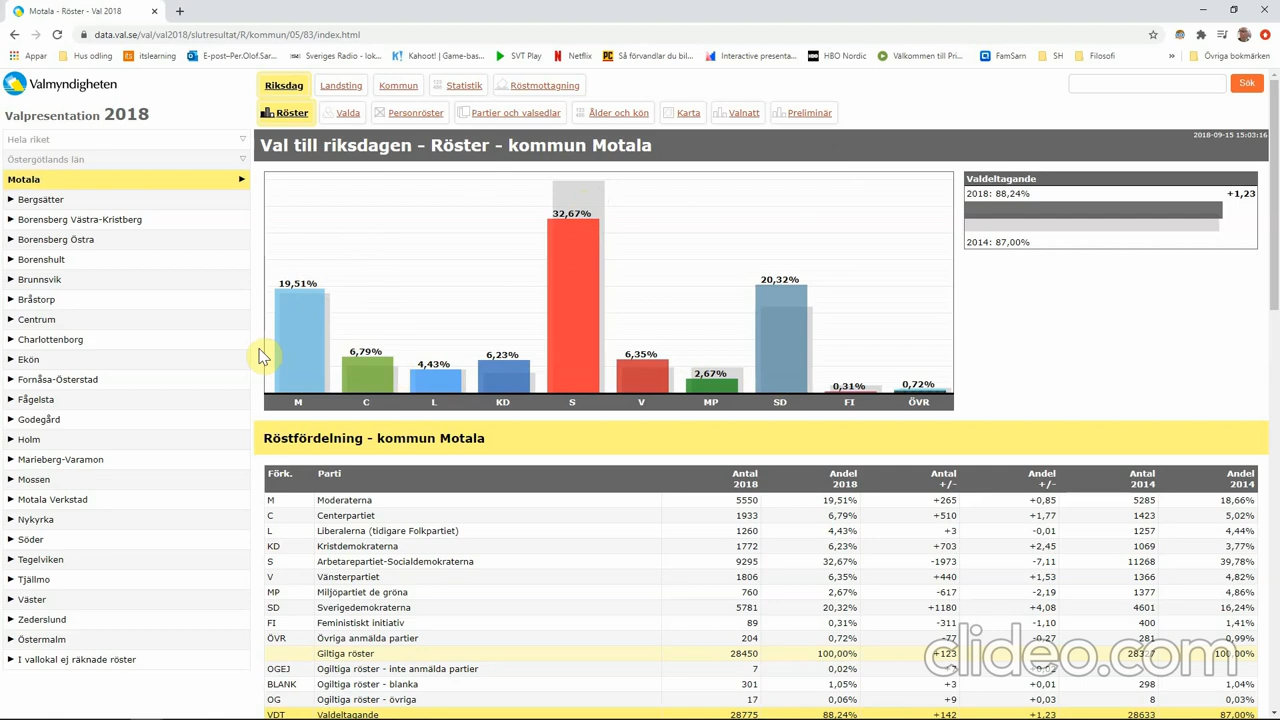 Motala - Röster - Val 2018
data.val.se/val/val2018/slutresultat/R/kommun/05/83/index.html
Appar Hus odling itslearning E-post–Per.Olof.Sar... Sveriges Radio - lok... Kahoot! | Game-bas... SVT Play Netflix Så förvandlar du bil... Interactive presenta... HBO Nordic Välkommen till Pri... FamSarn SH Filosofi » Övriga bokmärken
Valmyndigheten
Valpresentation 2018
Riksdag Landsting Kommun Statistik Röstmottagning
Sök
Röster Valda Personröster Partier och valsedlar Ålder och kön Karta Valnatt Preliminär
Hela riket
Östergötlands län
Motala
Bergsätter
Borensberg Västra-Kristberg
Borensberg Östra
Borenshult
Brunnsvik
Bråstorp
Centrum
Charlottenborg
Ekön
Fornåsa-Österstad
Fågelsta
Godegård
Holm
Marieberg-Varamon
Mossen
Motala Verkstad
Nykyrka
Söder
Tegelviken
Tjällmo
Väster
Zederslund
Östermalm
I vallokal ej räknade röster
2018-09-15 15:03:16
Val till riksdagen - Röster - kommun Motala
19,51% 6,79% 4,43% 6,23% 32,67% 6,35% 2,67% 20,32% 0,31% 0,72%
M C L KD S V MP SD FI ÖVR
Valdeltagande
2018: 88,24% +1,23
2014: 87,00%
Röstfördelning - kommun Motala
Förk. Parti Antal 2018 Andel 2018 Antal +/- Andel +/- Antal 2014 Andel 2014
M Moderaterna 5550 19,51% +265 +0,85 5285 18,66%
C Centerpartiet 1933 6,79% +510 +1,77 1423 5,02%
L Liberalerna (tidigare Folkpartiet) 1260 4,43% +3 -0,01 1257 4,44%
KD Kristdemokraterna 1772 6,23% +703 +2,45 1069 3,77%
S Arbetarepartiet-Socialdemokraterna 9295 32,67% -1973 -7,11 11268 39,78%
V Vänsterpartiet 1806 6,35% +440 +1,53 1366 4,82%
MP Miljöpartiet de gröna 760 2,67% -617 -2,19 1377 4,86%
SD Sverigedemokraterna 5781 20,32% +1180 +4,08 4601 16,24%
FI Feministiskt initiativ 89 0,31% -311 -1,10 400 1,41%
ÖVR Övriga anmälda partier 204 0,72% -77 -0,27 281 0,99%
Giltiga röster 28450 100,00% +123 28327 100,00%
OGEJ Ogiltiga röster - inte anmälda partier 7 0,02%
BLANK Ogiltiga röster - blanka 301 1,05% +3 +0,01 298 1,04%
OG Ogiltiga röster - övriga 17 0,06% +9 +0,03 8 0,03%
VDT Valdeltagande 28775 88,24% +142 +1,23 28633 87,00%
clideo.com